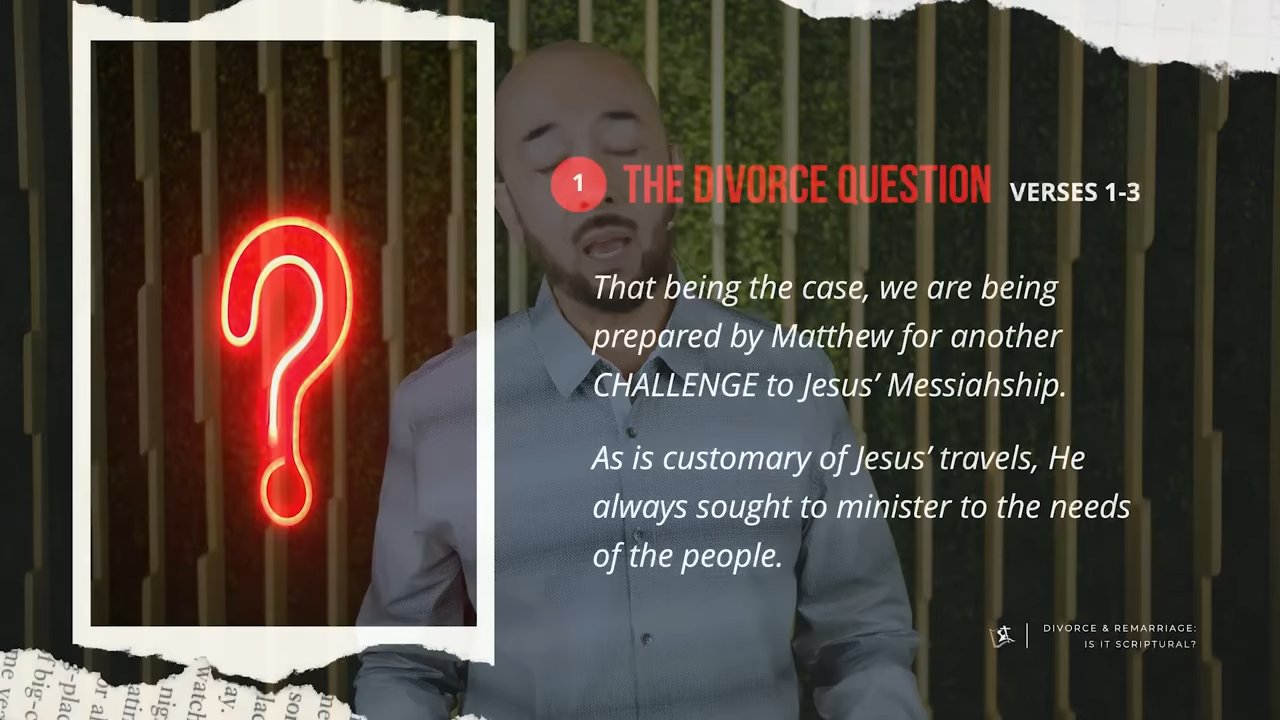 1 THE DIVORCE QUESTION VERSES 1-3
That being the case, we are being
prepared by Matthew for another
CHALLENGE to Jesus’ Messiahship.
As is customary of Jesus’ travels, He
always sought to minister to the needs
of the people.
DIVORCE & REMARRIAGE:
IS IT SCRIPTURAL?